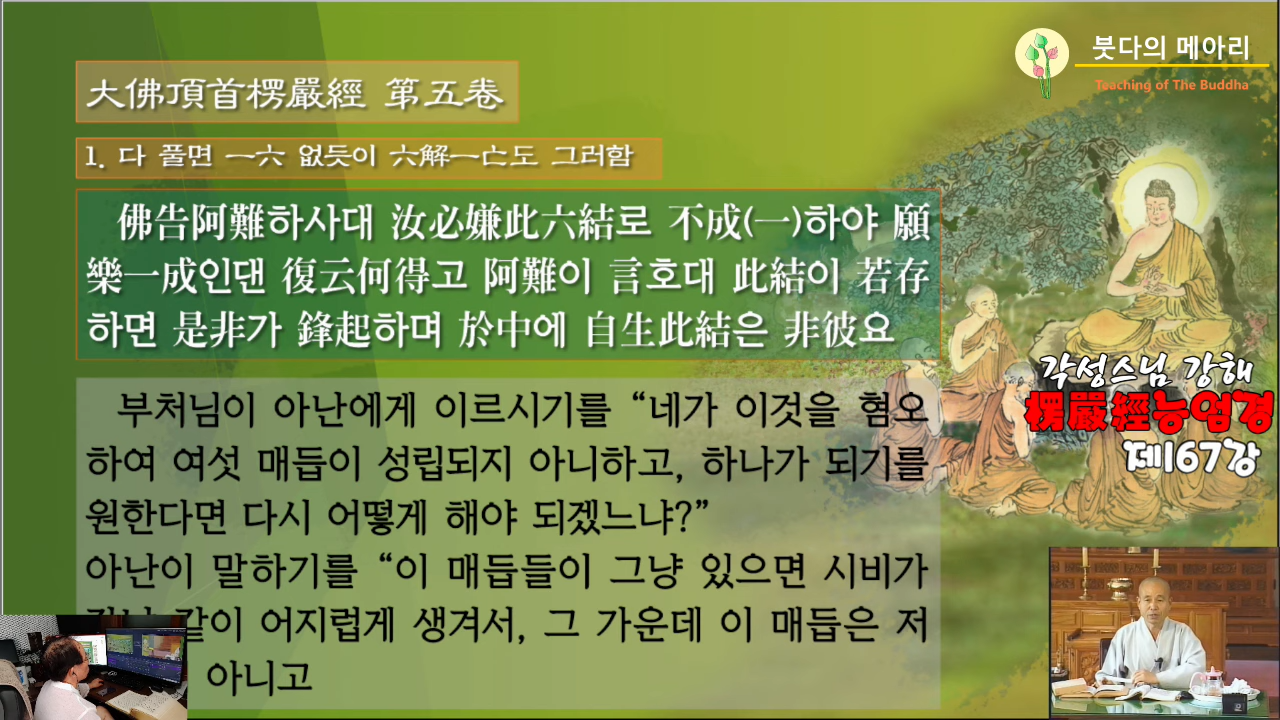 붓다의 메아리
Teaching of The Buddha
大佛頂首楞嚴經 第五卷
1. 다 풀면 一六 없듯이 六解一亡도 그러함
佛告阿難하사대 汝必嫌此六結로 不成(一)하야 願
樂一成인댄 復云何得고 阿難이 言호대 此結이 若存
하면 是非가 鋒起하며 於中에 自生此結은 非彼요
부처님이 아난에게 이르시기를 “네가 이것을 혐오
하여 여섯 매듭이 성립되지 아니하고, 하나가 되기를
원한다면 다시 어떻게 해야 되겠느냐?”
아난이 말하기를 “이 매듭들이 그냥 있으면 시비가
같이 어지럽게 생겨서, 그 가운데 이 매듭은 저
아니고
각성스님 강해
楞嚴經능엄경
제167강